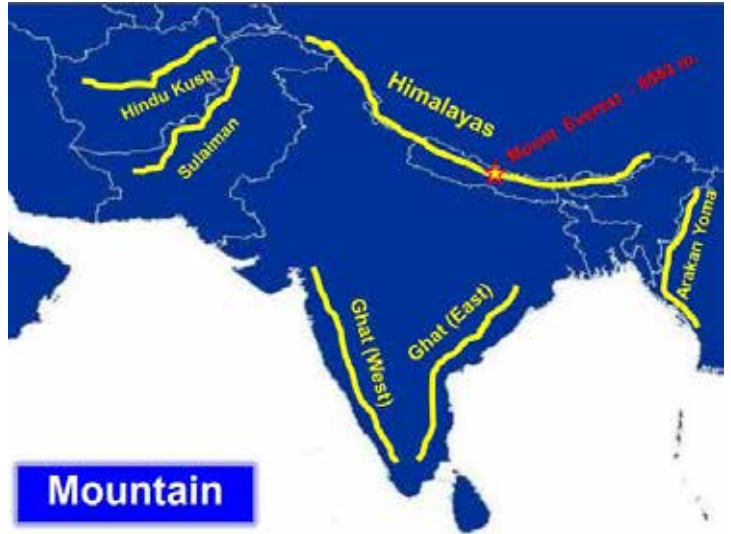 Hindu Kush
Sulaiman
Himalayas
Mount Everest
Arakan Yoma
Ghat (West)
Ghat (East)
Mountain